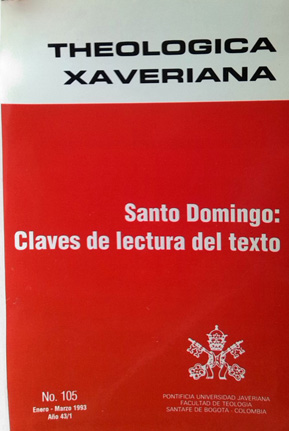 THEOLOGICA
XAVERIANA
Santo Domingo:
Claves de lectura del texto
No. 105
Enero - Marzo 1993
Año 43/1
PONTIFICIA UNIVERSIDAD JAVERIANA
FACULTAD DE TEOLOGIA
SANTAFE DE BOGOTA - COLOMBIA